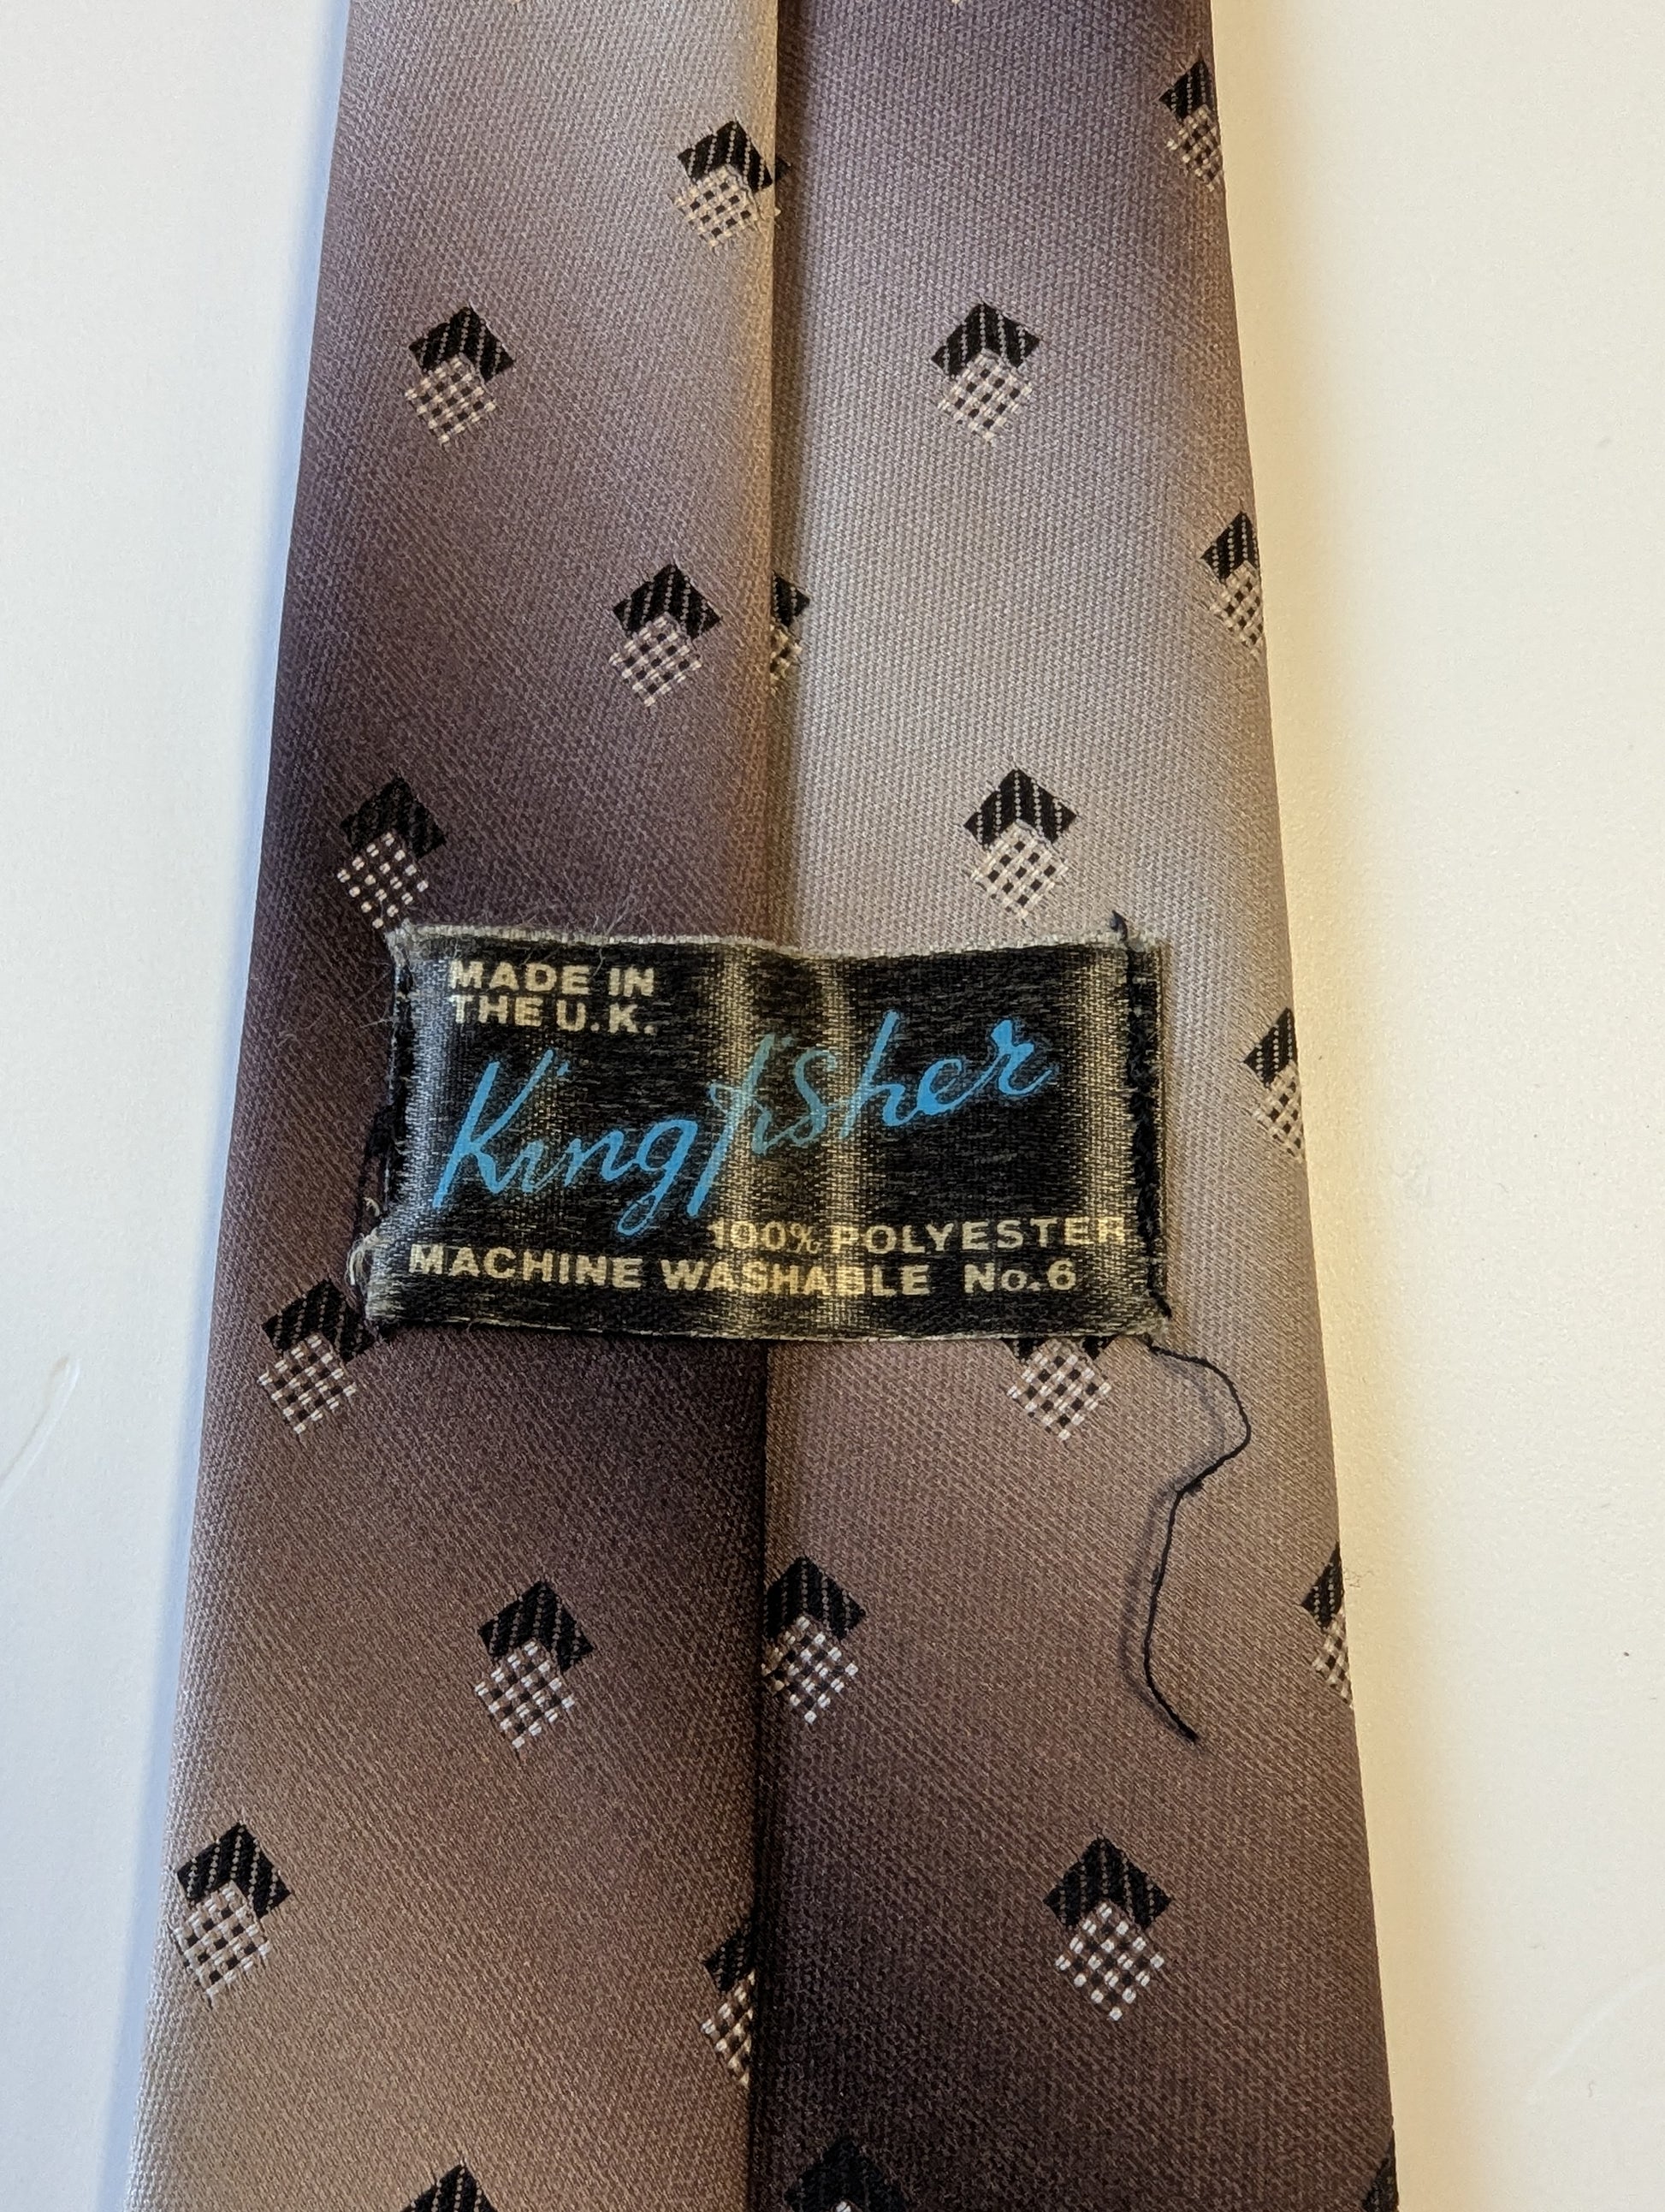 MADE IN
THE U.K.
Kingfisher
100% POLYESTER
MACHINE WASHABLE No.6